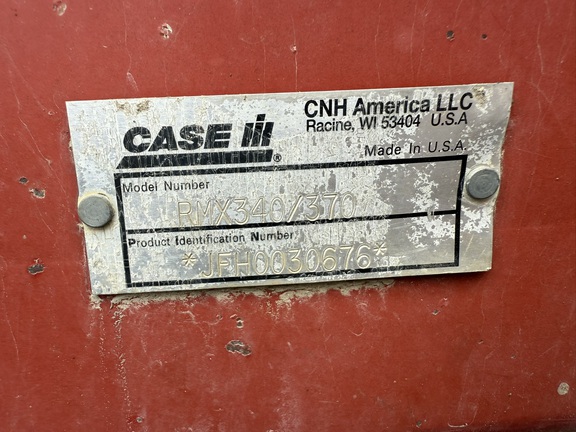 CASE IH®
CNH America LLC
Racine, WI 53404 U.S.A
Made In U.S.A.
Model Number
RMX340/370
Product Identification Number
*JFH0030676*